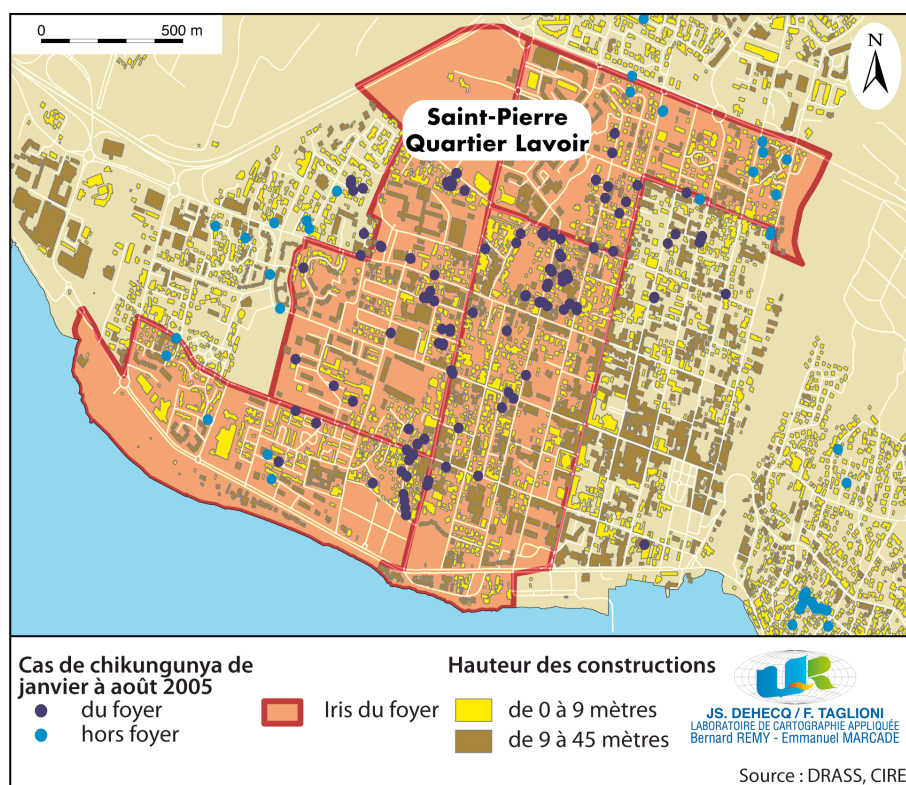 0 500 m
N
Saint-Pierre
Quartier Lavoir
Cas de chikungunya de
janvier à août 2005
du foyer
hors foyer
Iris du foyer
Hauteur des constructions
de 0 à 9 mètres
de 9 à 45 mètres
UR
JS. DEHECQ / F. TAGLIONI
LABORATOIRE DE CARTOGRAPHIE APPLIQUÉE
Bernard REMY - Emmanuel MARCADE
Source : DRASS, CIRE